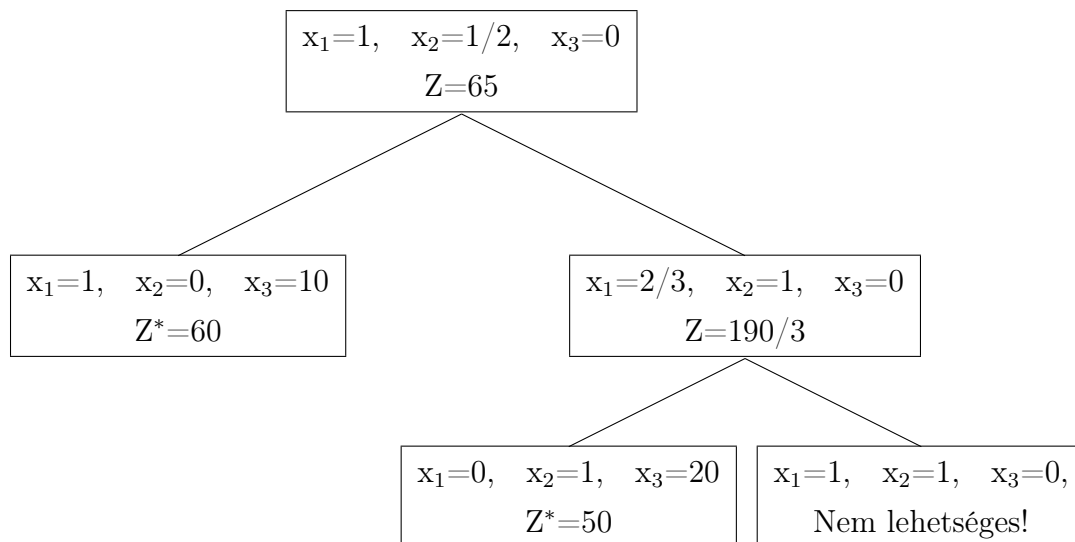 x₁=1, x₂=1/2, x₃=0
Z=65
x₁=1, x₂=0, x₃=10
Z*=60
x₁=2/3, x₂=1, x₃=0
Z=190/3
x₁=0, x₂=1, x₃=20
Z*=50
x₁=1, x₂=1, x₃=0,
Nem lehetséges!